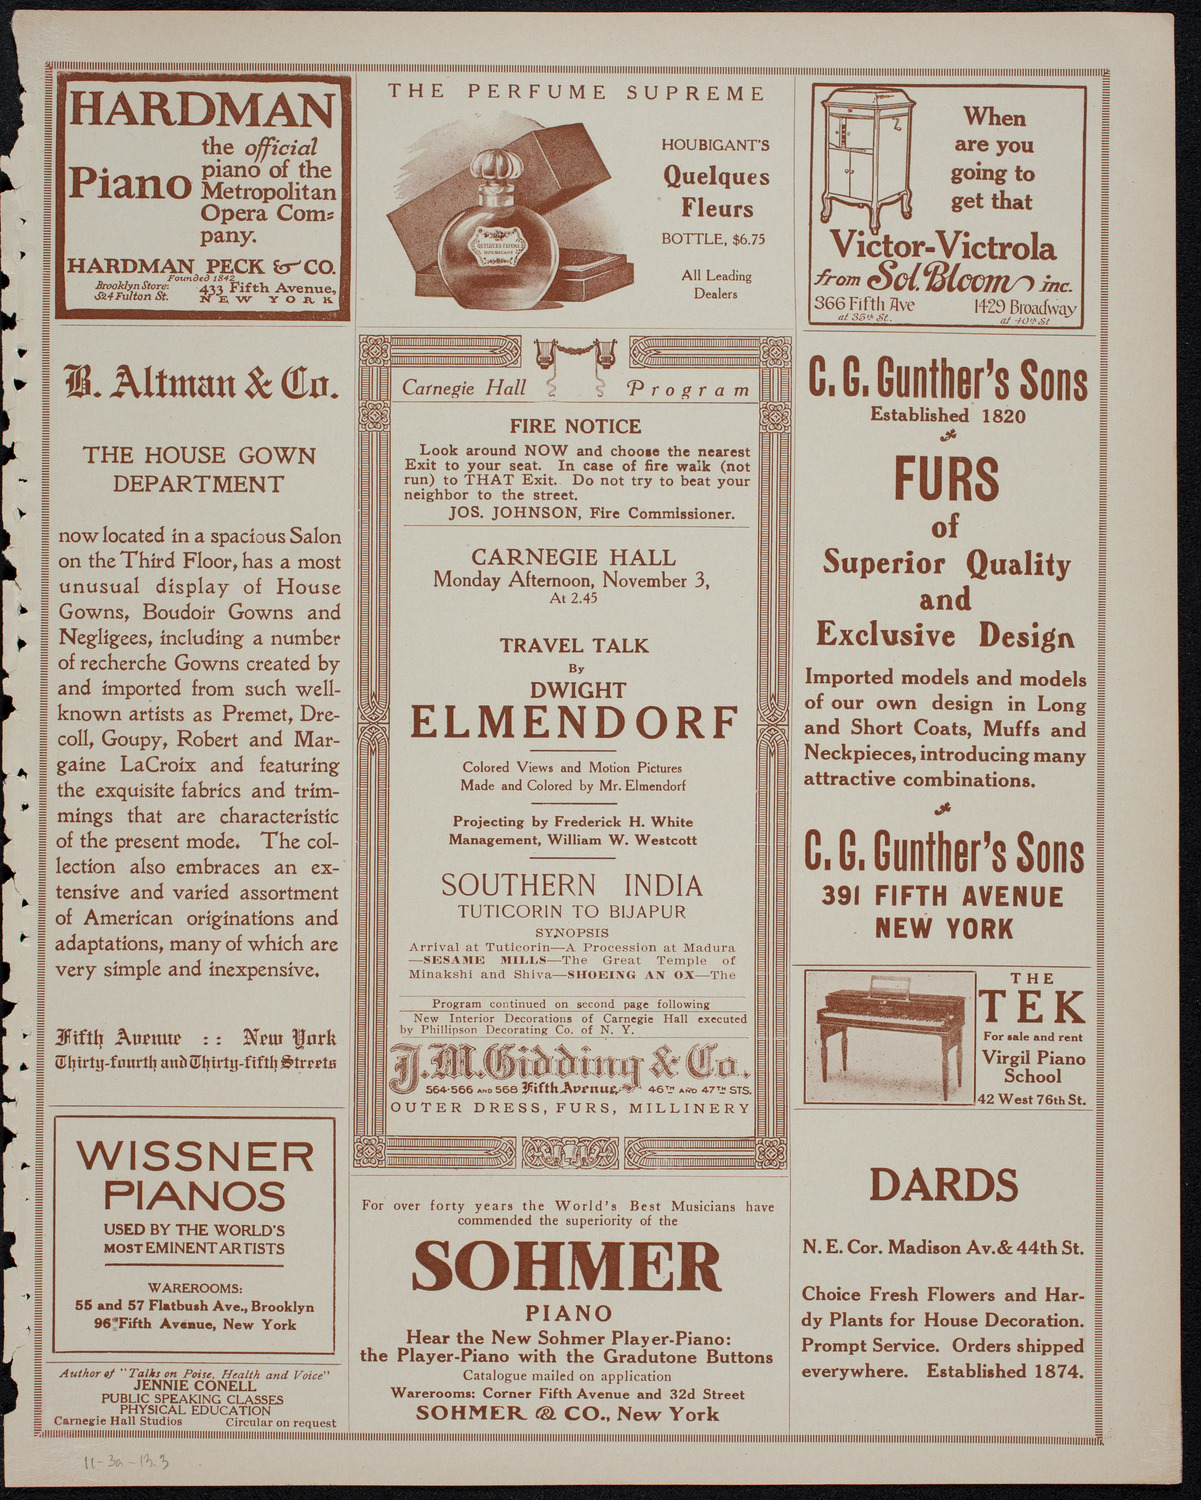 HARDMAN
Piano
the official
piano of the
Metropolitan
Opera Com=
pany.
HARDMAN PECK & CO.
Founded 1842
Brooklyn Store:
524 Fulton St.
433 Fifth Avenue,
NEW YORK
THE PERFUME SUPREME
HOUBIGANT'S
Quelques
Fleurs
BOTTLE, $6.75
All Leading
Dealers
QUELQUES FLEURS
HOUBIGANT
When
are you
going to
get that
Victor-Victrola
from Sol. Bloom inc.
366 Fifth Ave
at 35th St.
1429 Broadway
at 40th St
B. Altman & Co.
THE HOUSE GOWN
DEPARTMENT
now located in a spacious Salon
on the Third Floor, has a most
unusual display of House
Gowns, Boudoir Gowns and
Negligees, including a number
of recherche Gowns created by
and imported from such well-
known artists as Premet, Dre-
coll, Goupy, Robert and Mar-
gaine LaCroix and featuring
the exquisite fabrics and trim-
mings that are characteristic
of the present mode. The col-
lection also embraces an ex-
tensive and varied assortment
of American originations and
adaptations, many of which are
very simple and inexpensive.
Fifth Avenue :: New York
Thirty-fourth and Thirty-fifth Streets
WISSNER
PIANOS
USED BY THE WORLD'S
MOST EMINENT ARTISTS
WAREROOMS:
55 and 57 Flatbush Ave., Brooklyn
96 Fifth Avenue, New York
Author of "Talks on Poise, Health and Voice"
JENNIE CONELL
PUBLIC SPEAKING CLASSES
PHYSICAL EDUCATION
Carnegie Hall Studios Circular on request
Carnegie Hall Program
FIRE NOTICE
Look around NOW and choose the nearest
Exit to your seat. In case of fire walk (not
run) to THAT Exit. Do not try to beat your
neighbor to the street.
JOS. JOHNSON, Fire Commissioner.
CARNEGIE HALL
Monday Afternoon, November 3,
At 2.45
TRAVEL TALK
By
DWIGHT
ELMENDORF
Colored Views and Motion Pictures
Made and Colored by Mr. Elmendorf
Projecting by Frederick H. White
Management, William W. Westcott
SOUTHERN INDIA
TUTICORIN TO BIJAPUR
SYNOPSIS
Arrival at Tuticorin—A Procession at Madura
—SESAME MILLS—The Great Temple of
Minakshi and Shiva—SHOEING AN OX—The
Program continued on second page following
New Interior Decorations of Carnegie Hall executed
by Phillipson Decorating Co. of N. Y.
J. M. Gidding & Co.
564-566 AND 568 Fifth Avenue 46TH AND 47TH STS.
OUTER DRESS, FURS, MILLINERY
For over forty years the World's Best Musicians have
commended the superiority of the
SOHMER
PIANO
Hear the New Sohmer Player-Piano:
the Player-Piano with the Gradutone Buttons
Catalogue mailed on application
Warerooms: Corner Fifth Avenue and 32d Street
SOHMER & CO., New York
C. G. Gunther's Sons
Established 1820
FURS
of
Superior Quality
and
Exclusive Design
Imported models and models
of our own design in Long
and Short Coats, Muffs and
Neckpieces, introducing many
attractive combinations.
C. G. Gunther's Sons
391 FIFTH AVENUE
NEW YORK
THE
TEK
For sale and rent
Virgil Piano
School
42 West 76th St.
DARDS
N. E. Cor. Madison Av. & 44th St.
Choice Fresh Flowers and Har-
dy Plants for House Decoration.
Prompt Service. Orders shipped
everywhere. Established 1874.
11-3a-13.3